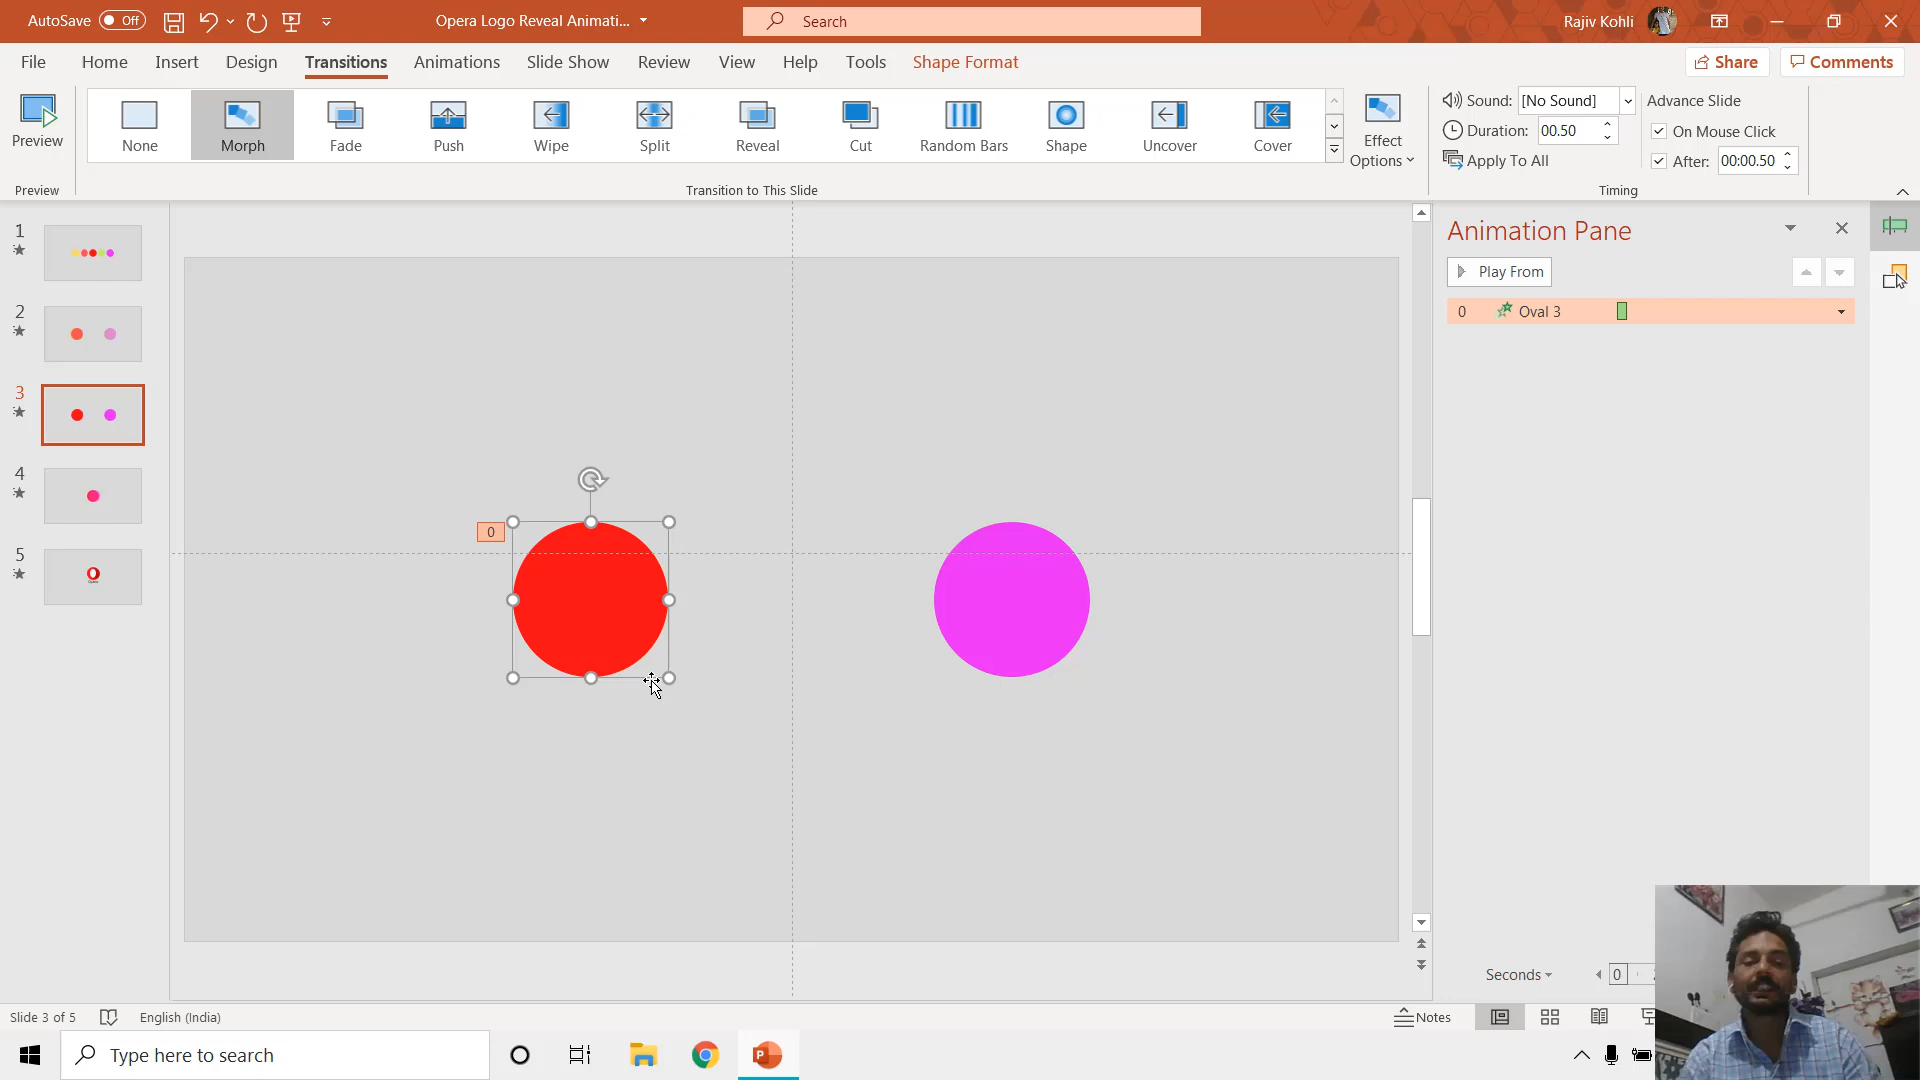 AutoSave Off
Opera Logo Reveal Animati...
Search
Rajiv Kohli
File Home Insert Design Transitions Animations Slide Show Review View Help Tools Shape Format
Share Comments
Preview
None Morph Fade Push Wipe Split Reveal Cut Random Bars Shape Uncover Cover
Effect
Options
Sound: [No Sound]
Duration: 00.50
Apply To All
Advance Slide
On Mouse Click
After: 00:00.50
Preview
Transition to This Slide
Timing
1
2
3
4
5
0
Animation Pane
Play From
0 Oval 3
Seconds 0
Slide 3 of 5 English (India)
Notes
Type here to search